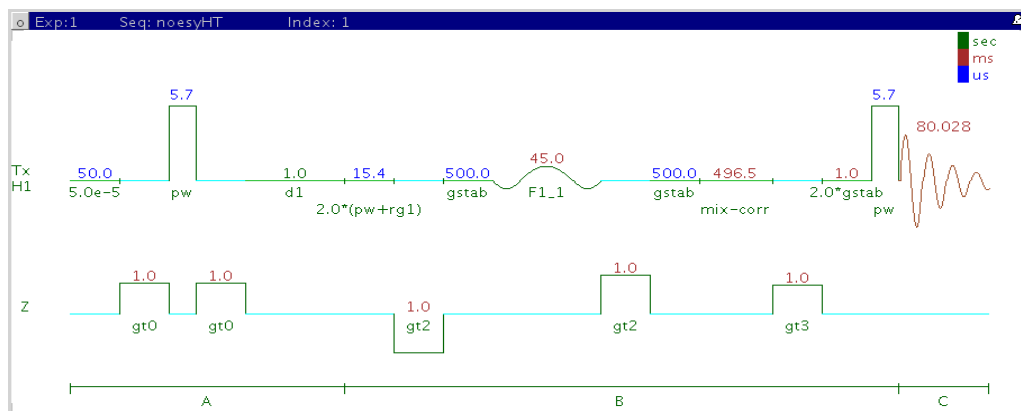 Exp:1 Seq: noesyHT Index: 1
sec
ms
us
5.7 5.7
80.028
Tx 50.0 1.0 15.4 500.0 45.0 500.0 496.5 1.0
H1 5.0e-5 pw d1 gstab F1_1 gstab 2.0*gstab
2.0*(pw+rg1) mix-corr pw
1.0 1.0 1.0 1.0
Z 1.0
gt0 gt0 gt2 gt2 gt3
A B C